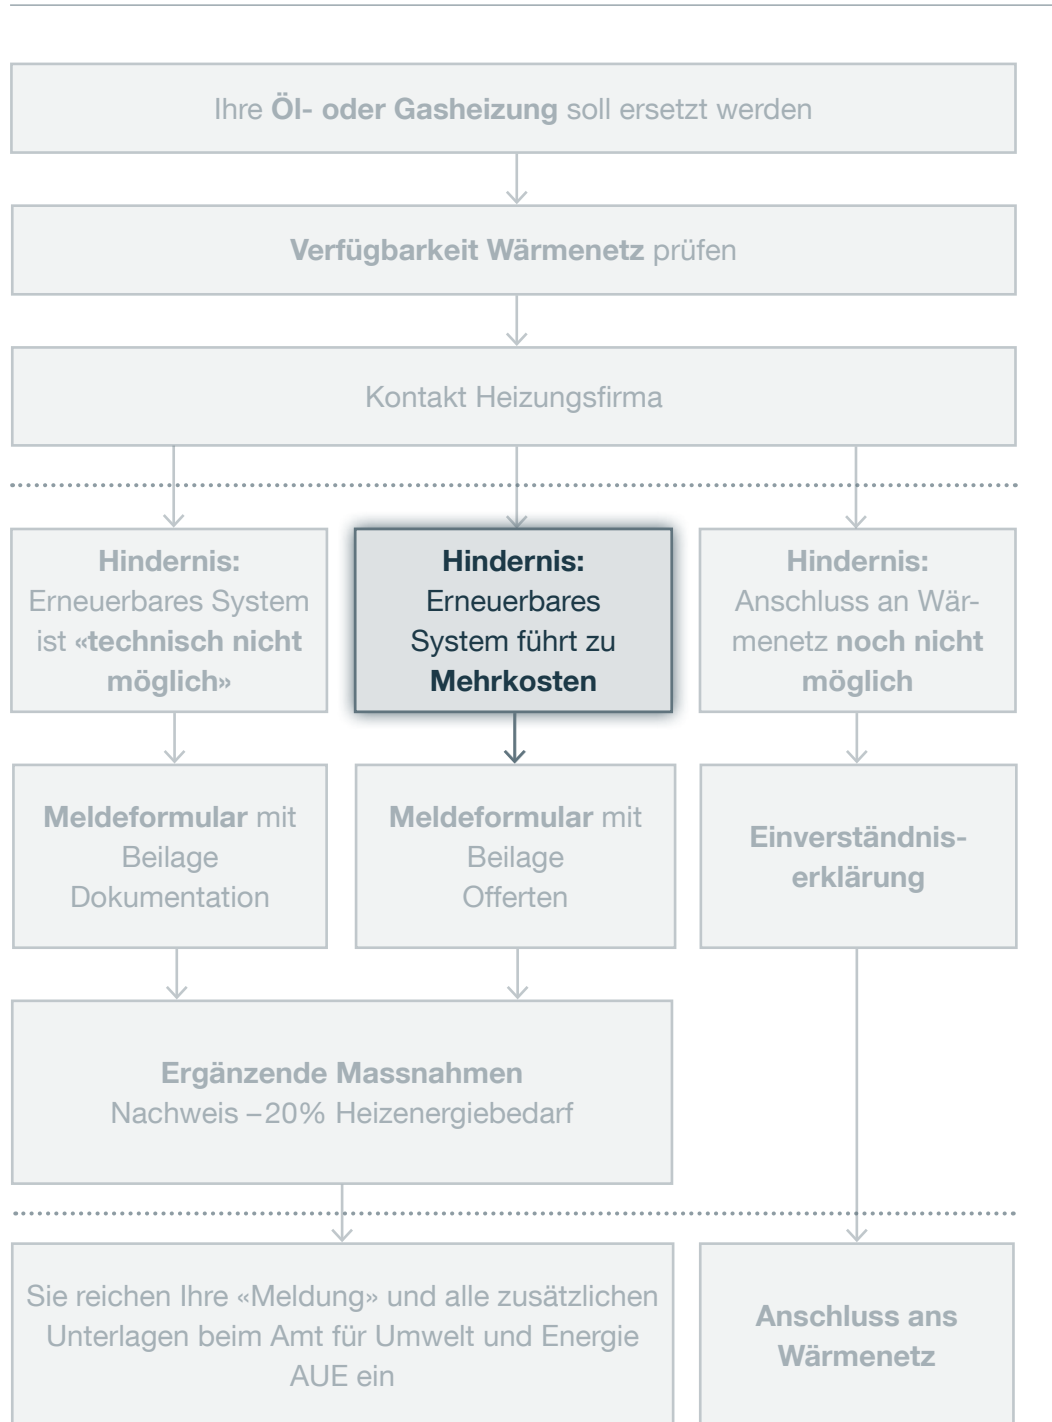 Ihre Öl- oder Gasheizung soll ersetzt werden
Verfügbarkeit Wärmenetz prüfen
Kontakt Heizungsfirma
Hindernis:
Erneuerbares System
ist «technisch nicht
möglich»
Hindernis:
Erneuerbares
System führt zu
Mehrkosten
Hindernis:
Anschluss an Wär-
menetz noch nicht
möglich
Meldeformular mit
Beilage
Dokumentation
Meldeformular mit
Beilage
Offerten
Einverständnis-
erklärung
Ergänzende Massnahmen
Nachweis –20% Heizenergiebedarf
Sie reichen Ihre «Meldung» und alle zusätzlichen
Unterlagen beim Amt für Umwelt und Energie
AUE ein
Anschluss ans
Wärmenetz